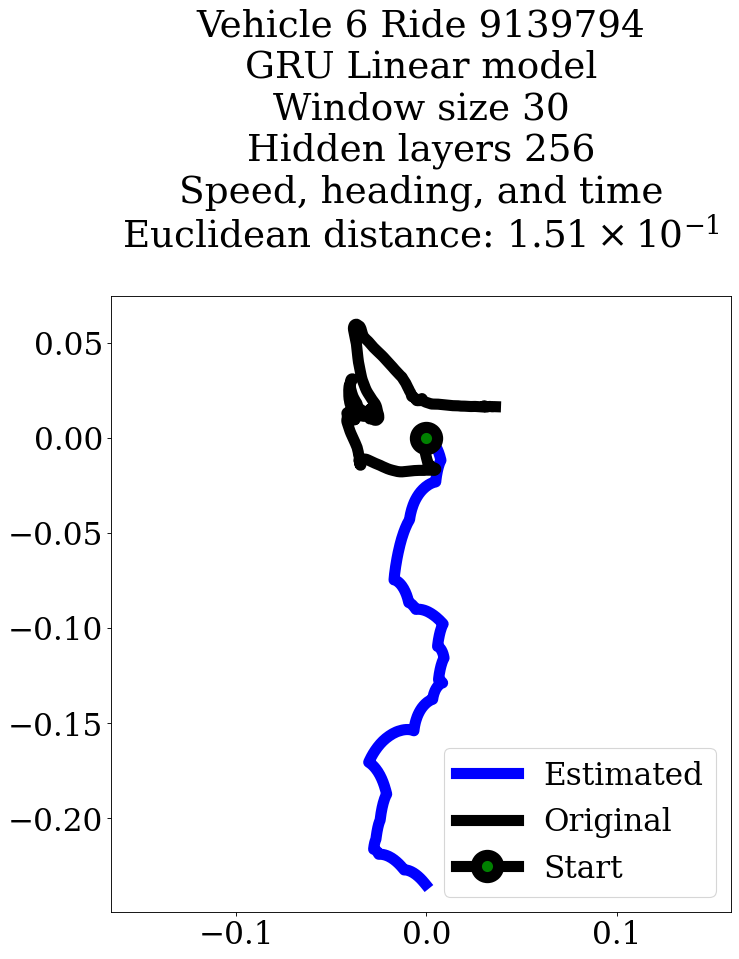 Vehicle 6 Ride 9139794
GRU Linear model
Window size 30
Hidden layers 256
Speed, heading, and time
Euclidean distance: 1.51 × 10⁻¹
0.05
0.00
−0.05
−0.10
−0.15
−0.20
Estimated
Original
Start
−0.1
0.0
0.1